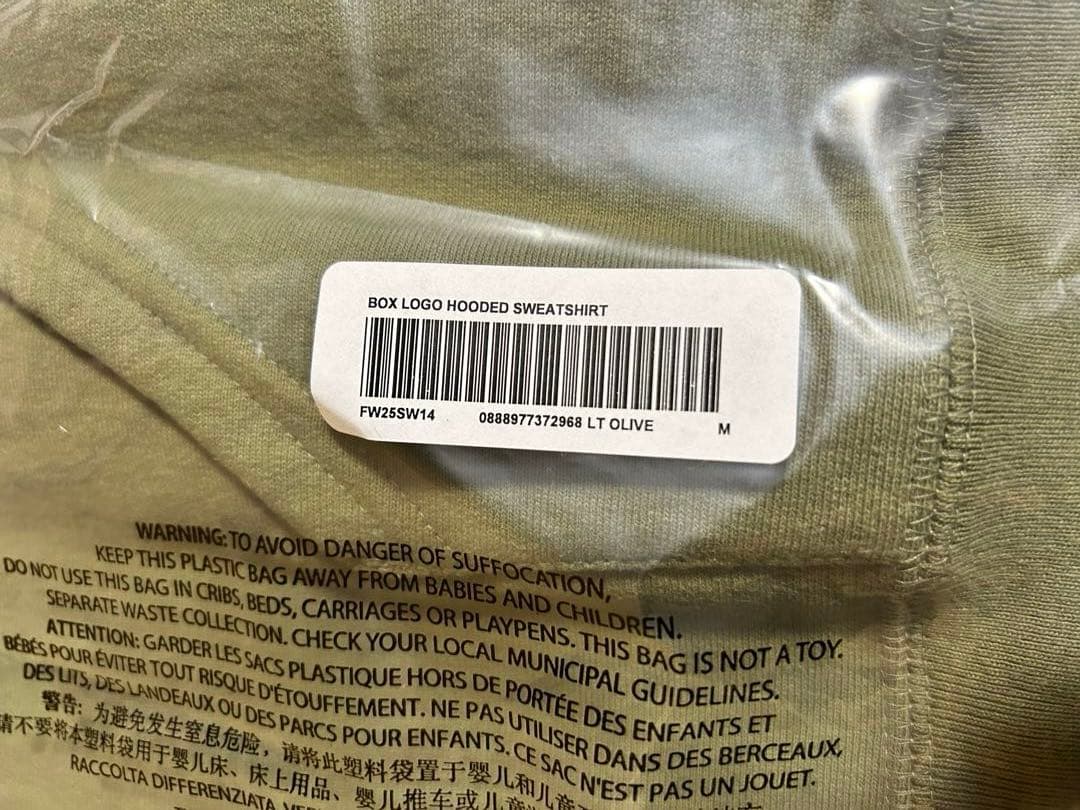 BOX LOGO HOODED SWEATSHIRT
FW25SW14 0888977372968 LT OLIVE M
WARNING: TO AVOID DANGER OF SUFFOCATION,
KEEP THIS PLASTIC BAG AWAY FROM BABIES AND CHILDREN.
DO NOT USE THIS BAG IN CRIBS, BEDS, CARRIAGES OR PLAYPENS. THIS BAG IS NOT A TOY.
SEPARATE WASTE COLLECTION. CHECK YOUR LOCAL MUNICIPAL GUIDELINES.
ATTENTION: GARDER LES SACS PLASTIQUE HORS DE PORTÉE DES ENFANTS ET
BÉBÉS POUR ÉVITER TOUT RISQUE D'ÉTOUFFEMENT. NE PAS UTILISER DANS DES BERCEAUX,
DES LITS, DES LANDEAUX OU DES PARCS POUR ENFANTS. CE SAC N'EST PAS UN JOUET.
警告: 为避免发生窒息危险，请将此塑料袋置于婴儿和儿童
请不要将本塑料袋用于婴儿床、床上用品、婴儿推车或儿童
RACCOLTA DIFFERENZIATA.